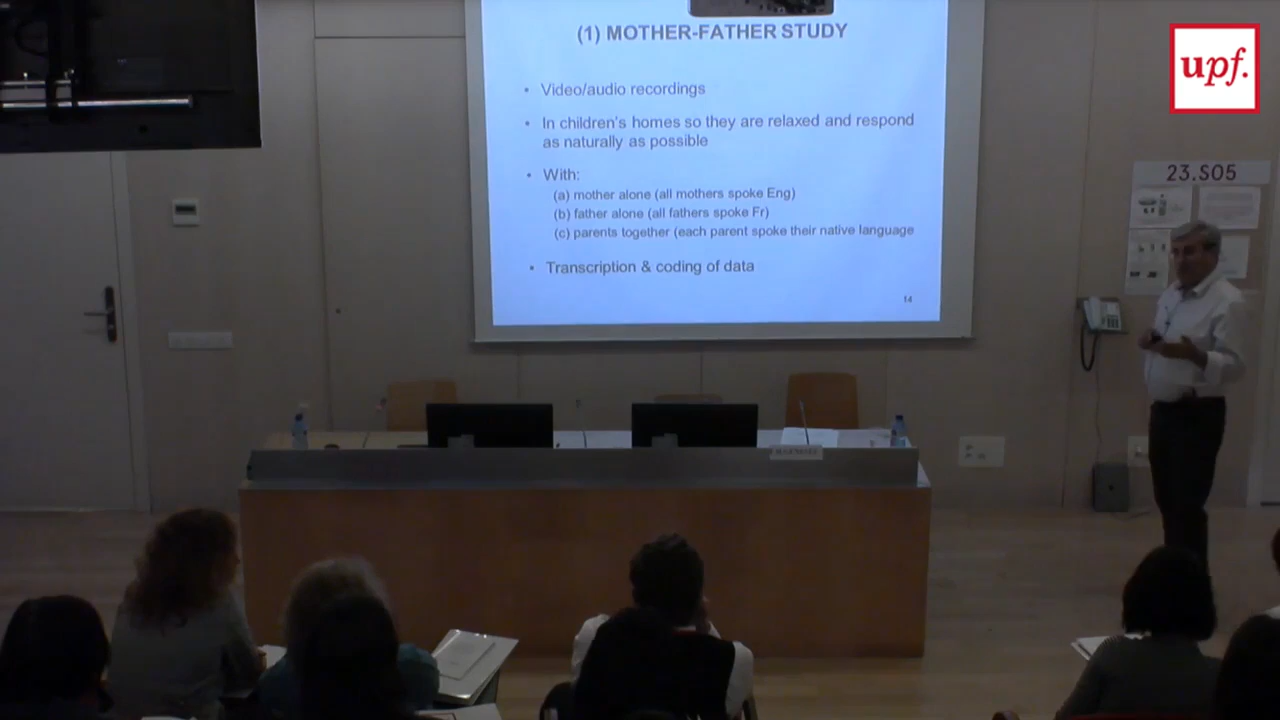 (1) MOTHER-FATHER STUDY
upf.
• Video/audio recordings
• In children's homes so they are relaxed and respond
as naturally as possible
• With:
(a) mother alone (all mothers spoke Eng)
(b) father alone (all fathers spoke Fr)
(c) parents together (each parent spoke their native language
• Transcription & coding of data
14
23.S05